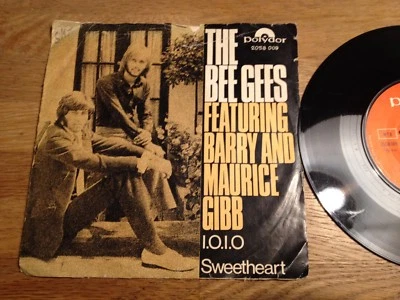 THE
polydor
2058 009
BEE GEES
FEATURING
BARRY AND
MAURICE
GIBB
I.O.I.O
Sweetheart